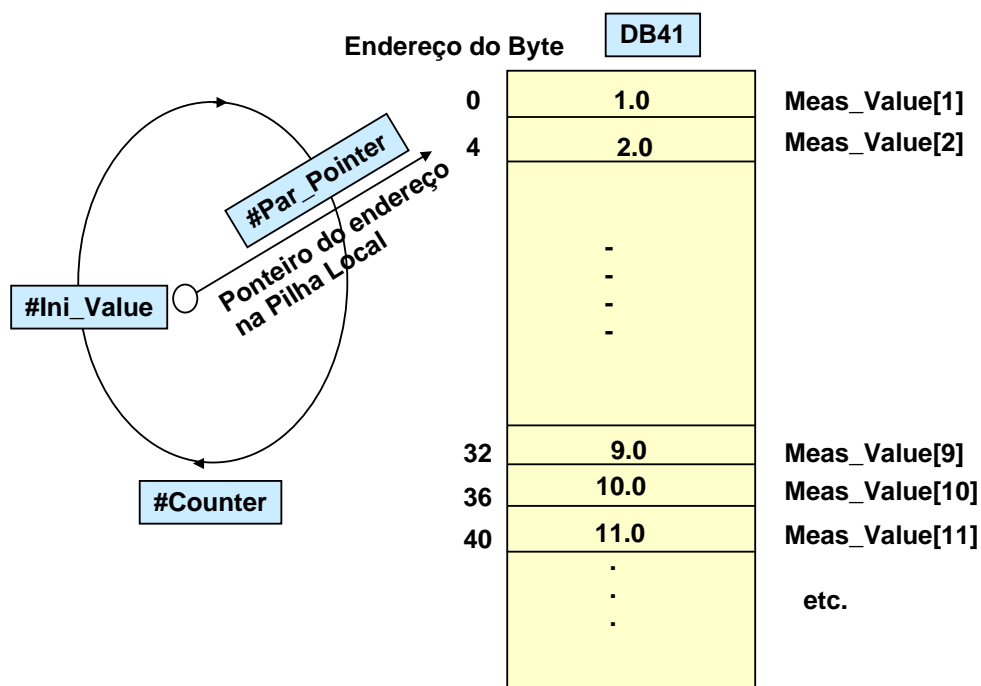 Endereço do Byte
DB41
0 1.0 Meas_Value[1]
4 2.0 Meas_Value[2]
#Par_Pointer
Ponteiro do endereço
na Pilha Local
#Ini_Value
-
-
-
-
32 9.0 Meas_Value[9]
36 10.0 Meas_Value[10]
#Counter
40 11.0 Meas_Value[11]
.
.
.
etc.